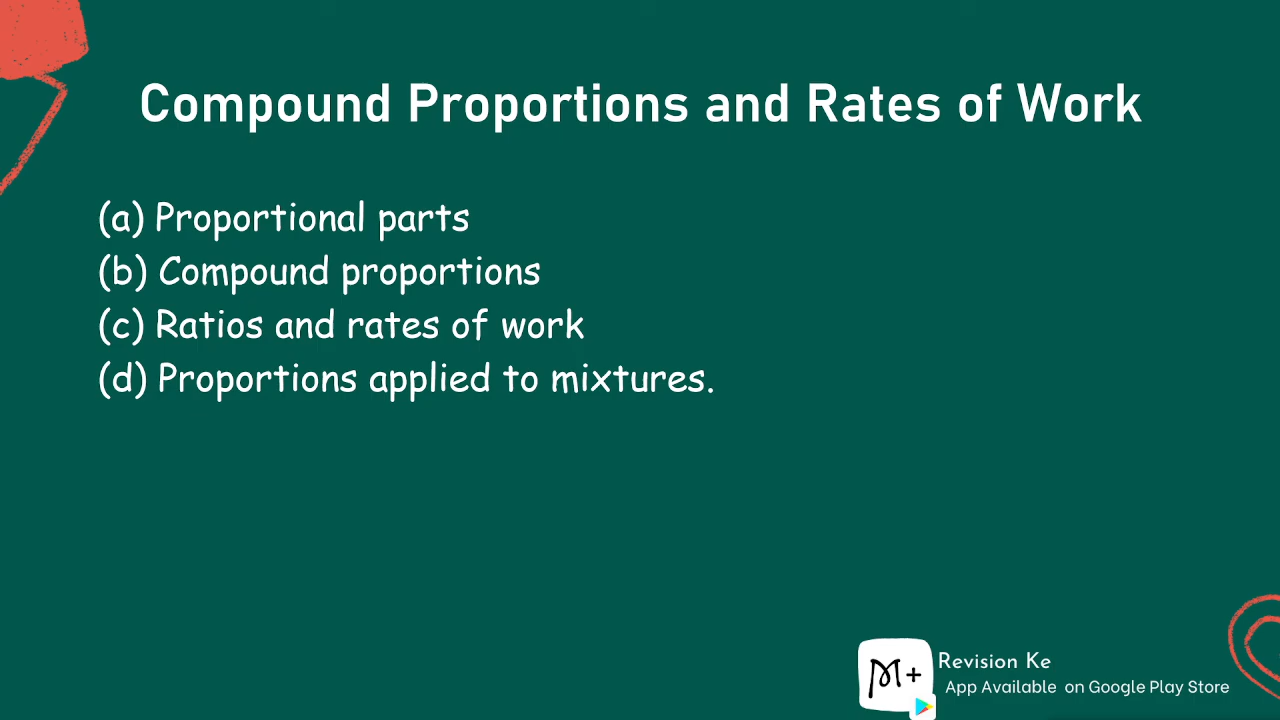 Compound Proportions and Rates of Work
(a) Proportional parts
(b) Compound proportions
(c) Ratios and rates of work
(d) Proportions applied to mixtures.
M+
Revision Ke
App Available on Google Play Store